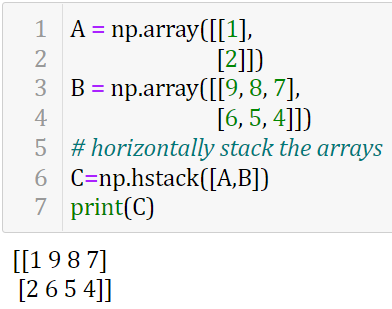 1 A = np.array([[1],
2 [2]])
3 B = np.array([[9, 8, 7],
4 [6, 5, 4]])
5 # horizontally stack the arrays
6 C=np.hstack([A,B])
7 print(C)
[[1 9 8 7]
[2 6 5 4]]